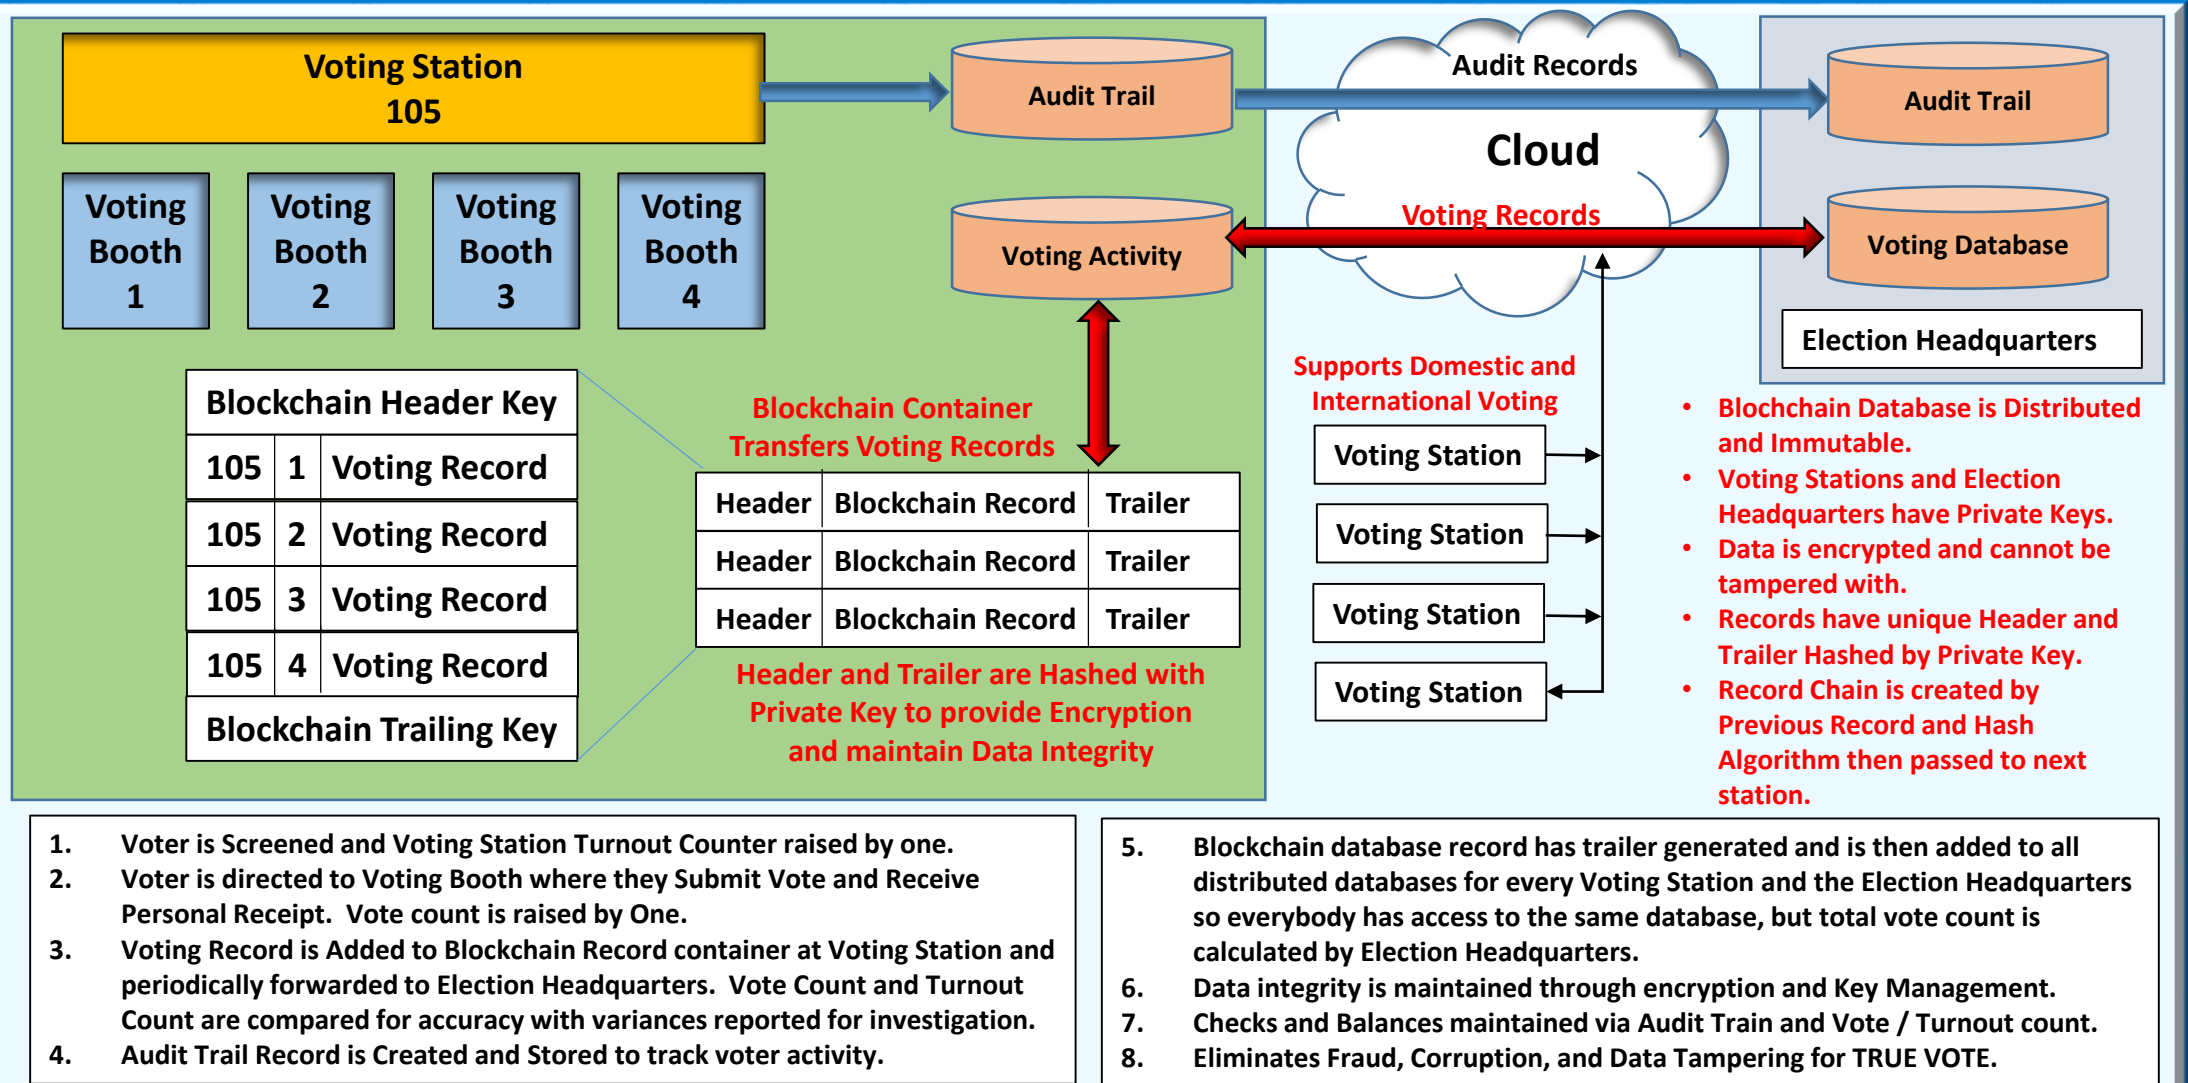 Voting Station
105
Audit Trail
Audit Records
Cloud
Voting Records
Audit Trail
Voting
Booth
1
Voting
Booth
2
Voting
Booth
3
Voting
Booth
4
Voting Activity
Voting Database
Election Headquarters
Blockchain Header Key
105 1 Voting Record
105 2 Voting Record
105 3 Voting Record
105 4 Voting Record
Blockchain Trailing Key
Blockchain Container
Transfers Voting Records
Header Blockchain Record Trailer
Header Blockchain Record Trailer
Header Blockchain Record Trailer
Header and Trailer are Hashed with
Private Key to provide Encryption
and maintain Data Integrity
Supports Domestic and
International Voting
Voting Station
Voting Station
Voting Station
Voting Station
• Blochchain Database is Distributed
and Immutable.
• Voting Stations and Election
Headquarters have Private Keys.
• Data is encrypted and cannot be
tampered with.
• Records have unique Header and
Trailer Hashed by Private Key.
• Record Chain is created by
Previous Record and Hash
Algorithm then passed to next
station.
1. Voter is Screened and Voting Station Turnout Counter raised by one.
2. Voter is directed to Voting Booth where they Submit Vote and Receive
Personal Receipt. Vote count is raised by One.
3. Voting Record is Added to Blockchain Record container at Voting Station and
periodically forwarded to Election Headquarters. Vote Count and Turnout
Count are compared for accuracy with variances reported for investigation.
4. Audit Trail Record is Created and Stored to track voter activity.
5. Blockchain database record has trailer generated and is then added to all
distributed databases for every Voting Station and the Election Headquarters
so everybody has access to the same database, but total vote count is
calculated by Election Headquarters.
6. Data integrity is maintained through encryption and Key Management.
7. Checks and Balances maintained via Audit Train and Vote / Turnout count.
8. Eliminates Fraud, Corruption, and Data Tampering for TRUE VOTE.